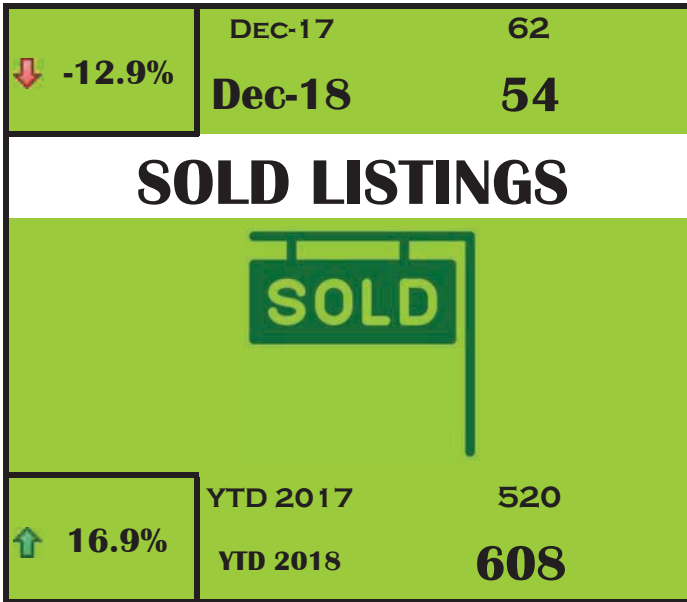 DEC-17 62
-12.9%
Dec-18 54
SOLD LISTINGS
SOLD
YTD 2017 520
16.9%
YTD 2018 608